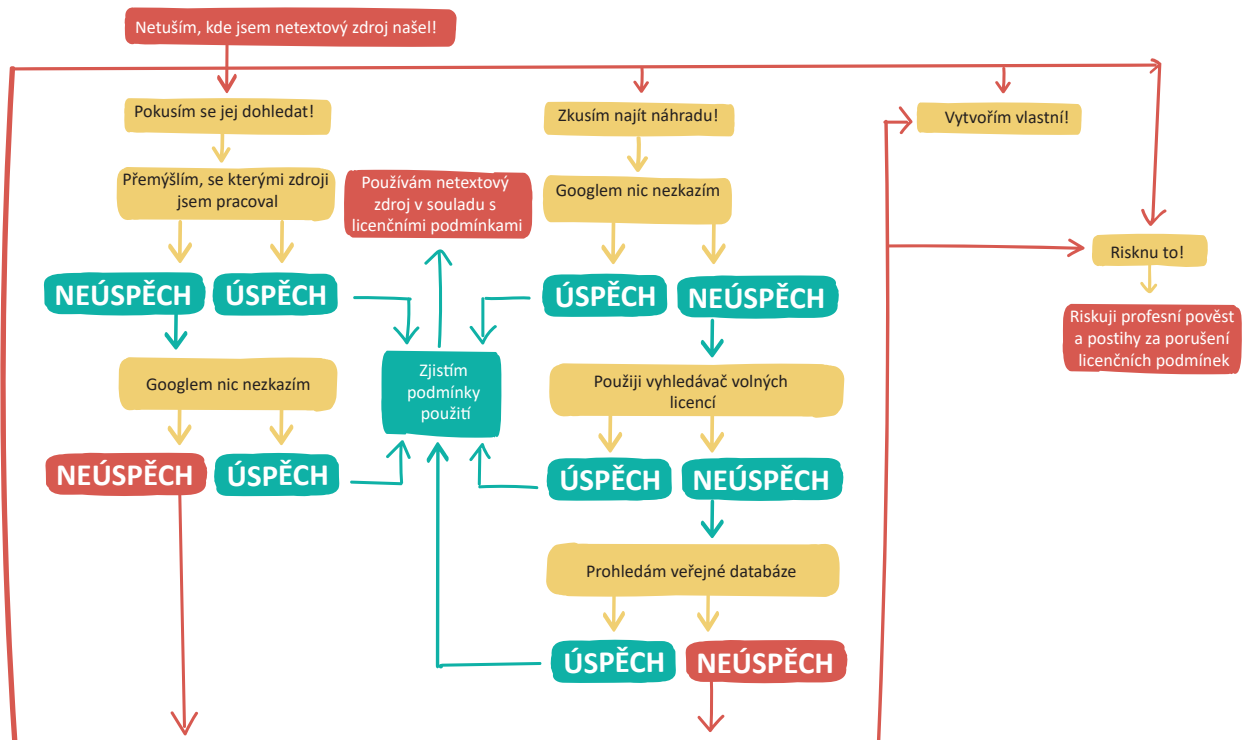 Netuším, kde jsem netextový zdroj našel!
Pokusím se jej dohledat!
Přemýšlím, se kterými zdroji
jsem pracoval
NEÚSPĚCH
ÚSPĚCH
Googlem nic nezkazím
NEÚSPĚCH
ÚSPĚCH
Používám netextový
zdroj v souladu s
licenčními podmínkami
Zjistím
podmínky
použití
Zkusím najít náhradu!
Googlem nic nezkazím
ÚSPĚCH
NEÚSPĚCH
Použiji vyhledávač volných
licencí
ÚSPĚCH
NEÚSPĚCH
Prohledám veřejné databáze
ÚSPĚCH
NEÚSPĚCH
Vytvořím vlastní!
Risknu to!
Riskuji profesní pověst
a postihy za porušení
licenčních podmínek